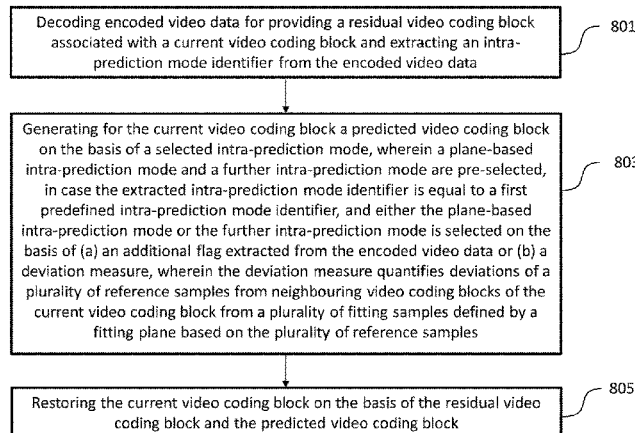 Decoding encoded video data for providing a residual video coding block
associated with a current video coding block and extracting an intra-
prediction mode identifier from the encoded video data
801
Generating for the current video coding block a predicted video coding block
on the basis of a selected intra-prediction mode, wherein a plane-based
intra-prediction mode and a further intra-prediction mode are pre-selected,
in case the extracted intra-prediction mode identifier is equal to a first
predefined intra-prediction mode identifier, and either the plane-based
intra-prediction mode or the further intra-prediction mode is selected on the
basis of (a) an additional flag extracted from the encoded video data or (b) a
deviation measure, wherein the deviation measure quantifies deviations of a
plurality of reference samples from neighbouring video coding blocks of the
current video coding block from a plurality of fitting samples defined by a
fitting plane based on the plurality of reference samples
803
Restoring the current video coding block on the basis of the residual video
coding block and the predicted video coding block
805